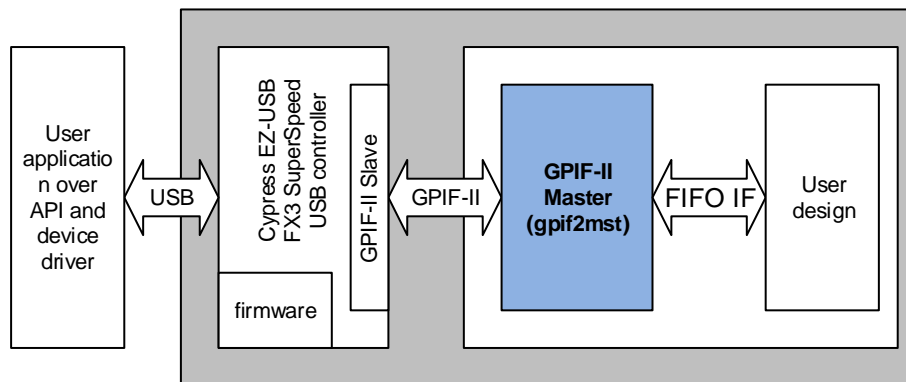 User
applicatio
n over
API and
device
driver
USB
Cypress EZ-USB
FX3 SuperSpeed
USB controller
firmware
GPIF-II Slave
GPIF-II
GPIF-II
Master
(gpif2mst)
FIFO IF
User
design